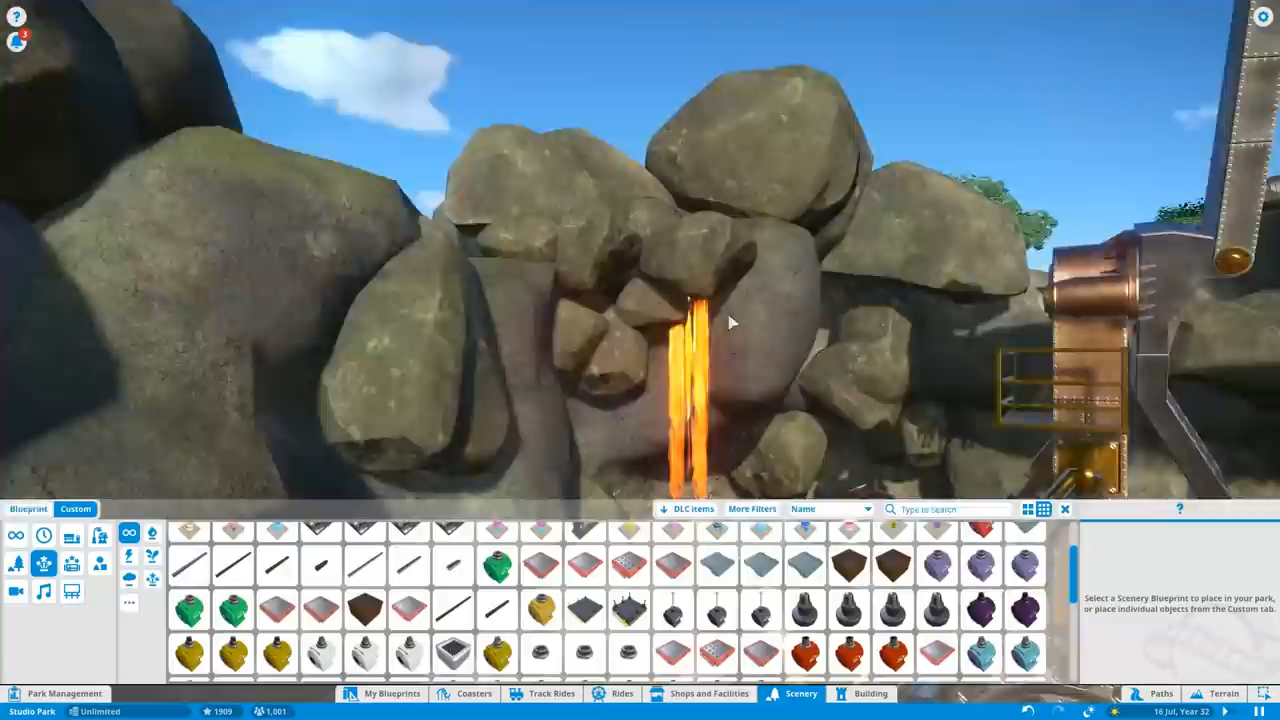 ?
3
Blueprint
Custom
DLC Items
More Filters
Name
Type to Search
?
Select a Scenery Blueprint to place in your park,
or place individual objects from the Custom tab.
Park Management
My Blueprints
Coasters
Track Rides
Rides
Shops and Facilities
Scenery
Building
Paths
Terrain
Studio Park
Unlimited
1909
1,001
16 Jul, Year 32